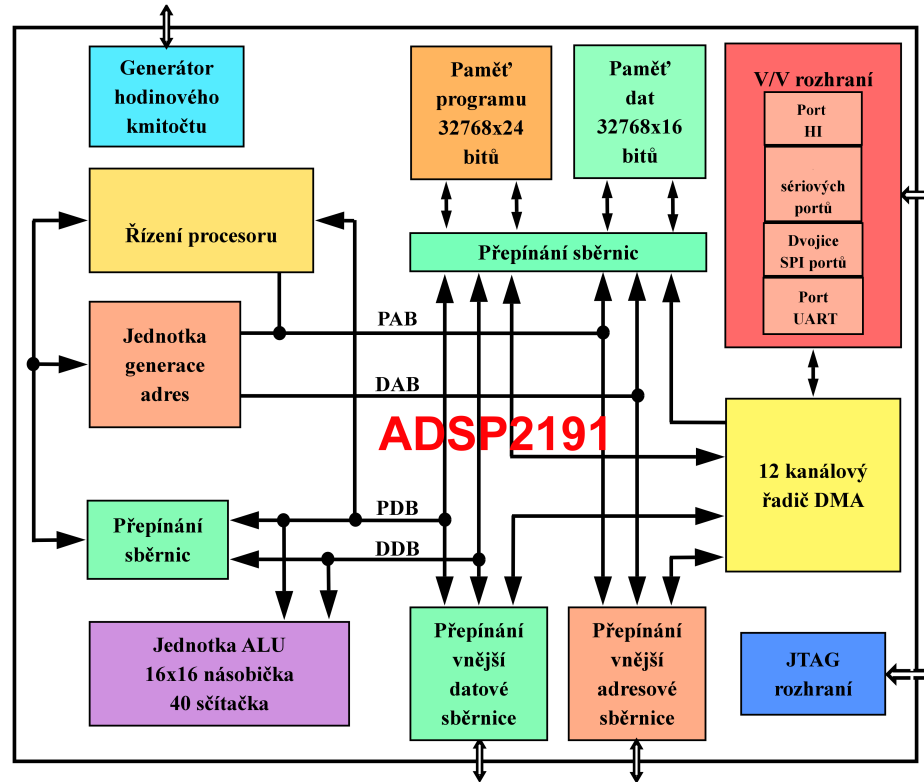 Generátor
hodinového
kmitočtu
Paměť
programu
32768x24
bitů
Paměť
dat
32768x16
bitů
V/V rozhraní
Port
HI
sériových
portů
Dvojice
SPI portů
Port
UART
Řízení procesoru
Přepínání sběrnic
Jednotka
generace
adres
PAB
DAB
ADSP2191
12 kanálový
řadič DMA
Přepínání
sběrnic
PDB
DDB
Jednotka ALU
16x16 násobička
40 sčítačka
Přepínání
vnější
datové
sběrnice
Přepínání
vnější
adresové
sběrnice
JTAG
rozhraní